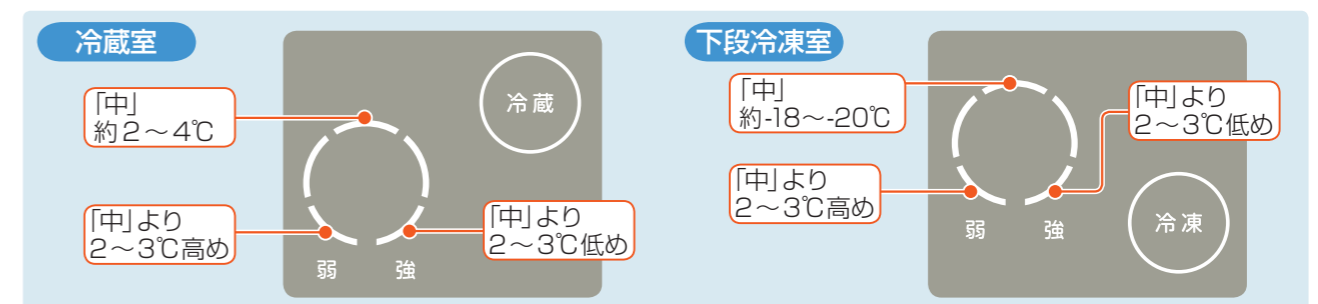 冷蔵室
冷蔵
「中」
約2～4℃
「中」より
2～3℃高め
「中」より
2～3℃低め
弱
強
下段冷凍室
「中」
約-18～-20℃
「中」より
2～3℃低め
「中」より
2～3℃高め
弱
強
冷凍